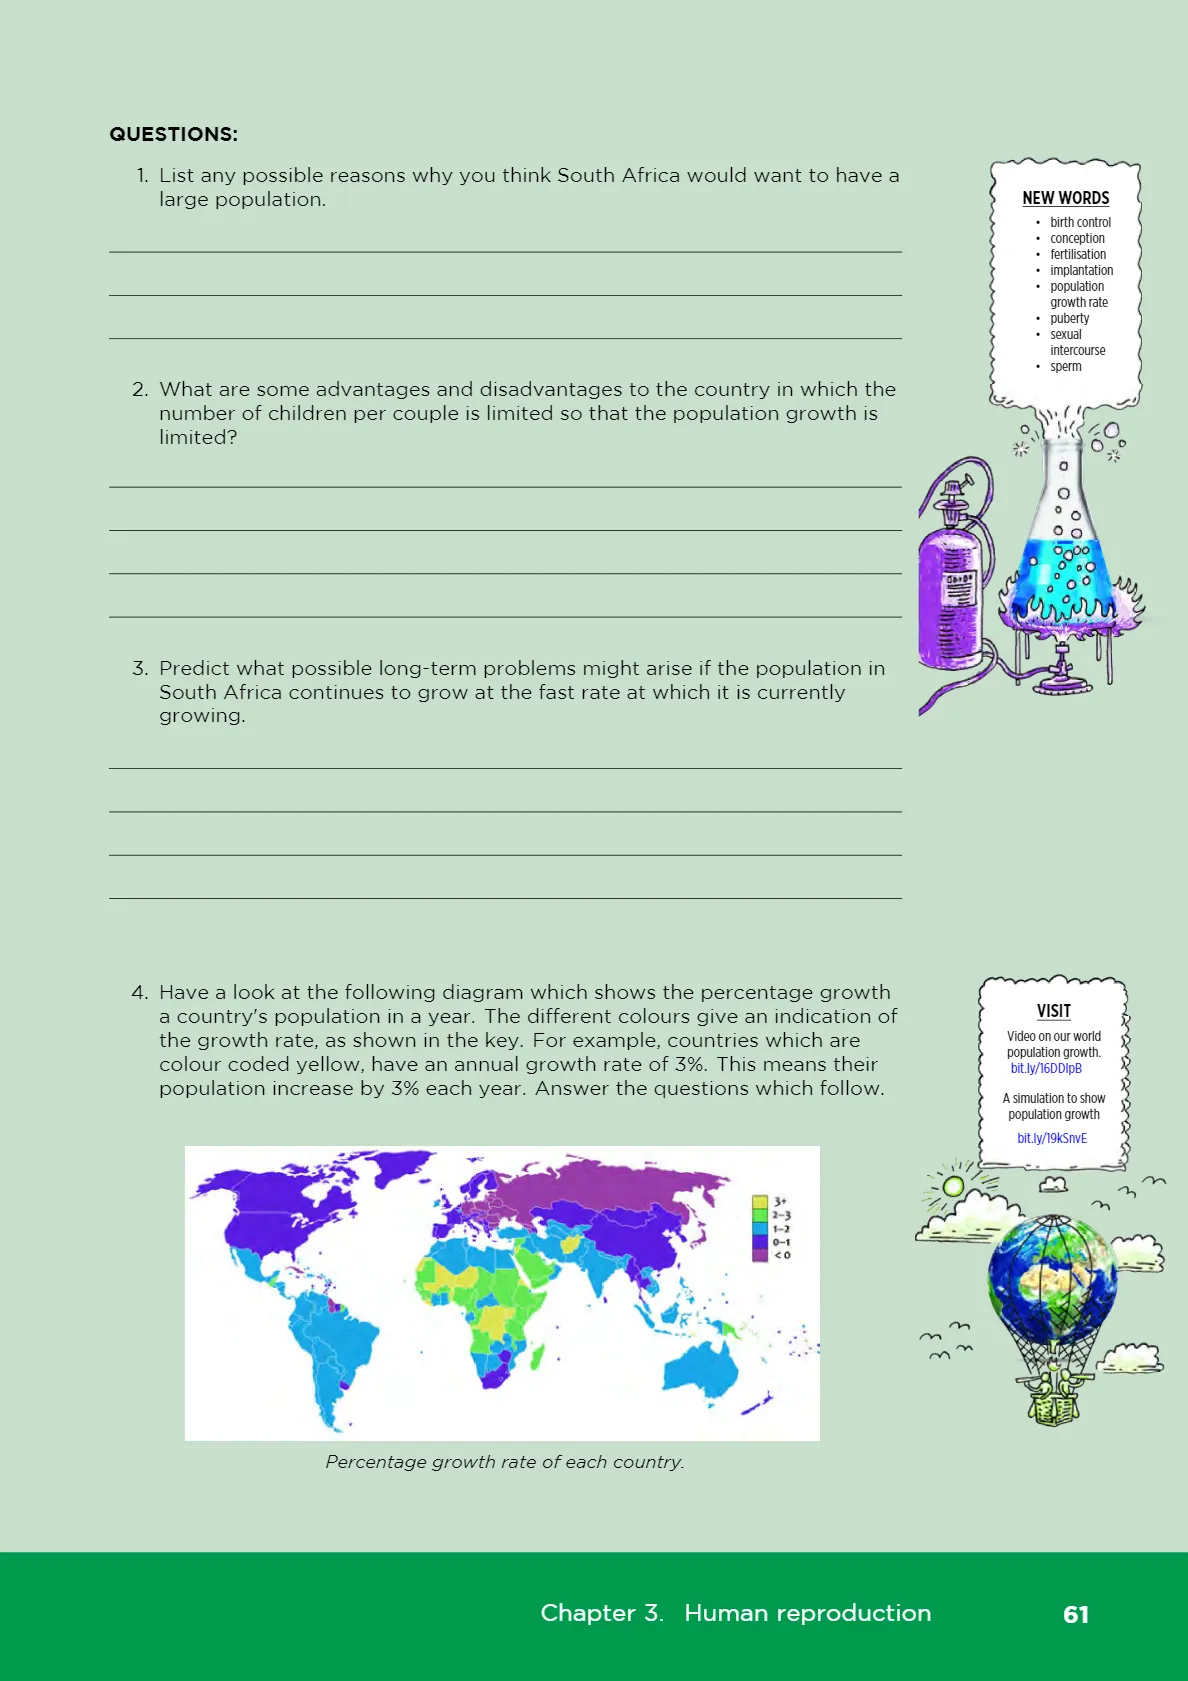 QUESTIONS:
1. List any possible reasons why you think South Africa would want to have a
large population.
2. What are some advantages and disadvantages to the country in which the
number of children per couple is limited so that the population growth is
limited?
3. Predict what possible long-term problems might arise if the population in
South Africa continues to grow at the fast rate at which it is currently
growing.
4. Have a look at the following diagram which shows the percentage growth
a country's population in a year. The different colours give an indication of
the growth rate, as shown in the key. For example, countries which are
colour coded yellow, have an annual growth rate of 3%. This means their
population increase by 3% each year. Answer the questions which follow.
3+
2–3
1–2
0–1
<0
Percentage growth rate of each country.
NEW WORDS
• birth control
• conception
• fertilisation
• implantation
• population
growth rate
• puberty
• sexual
intercourse
• sperm
VISIT
Video on our world
population growth.
bit.ly/16DDIpB
A simulation to show
population growth
bit.ly/19kSnvE
Chapter 3. Human reproduction 61